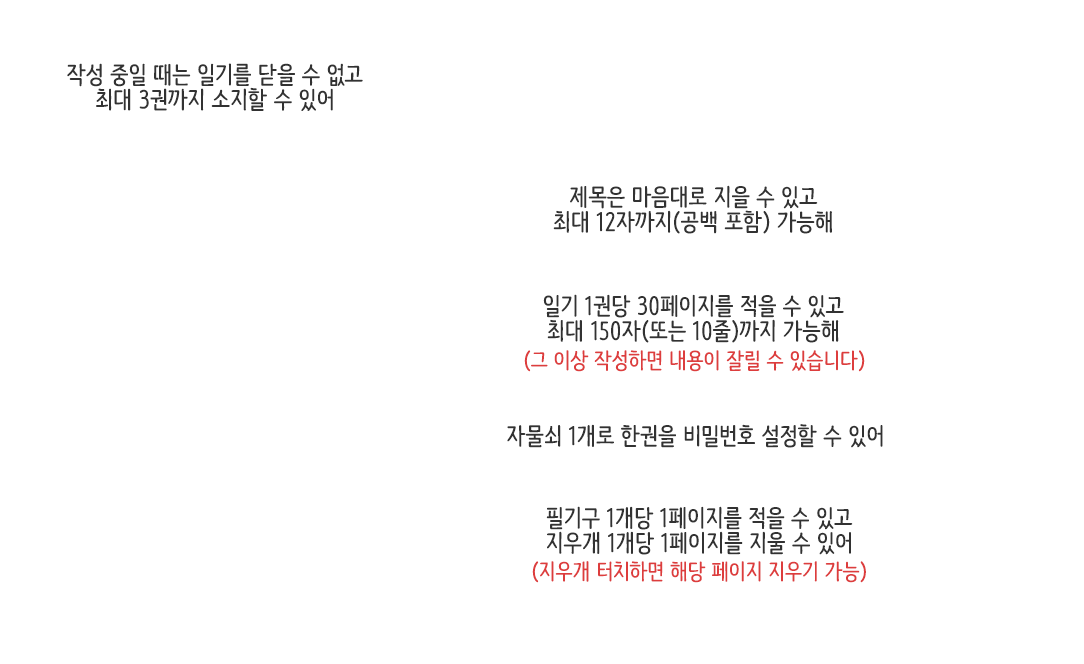 작성 중일 때는 일기를 닫을 수 없고
최대 3권까지 소지할 수 있어
제목은 마음대로 지을 수 있고
최대 12자까지(공백 포함) 가능해
일기 1권당 30페이지를 적을 수 있고
최대 150자(또는 10줄)까지 가능해
(그 이상 작성하면 내용이 잘릴 수 있습니다)
자물쇠 1개로 한권을 비밀번호 설정할 수 있어
필기구 1개당 1페이지를 적을 수 있고
지우개 1개당 1페이지를 지울 수 있어
(지우개 터치하면 해당 페이지 지우기 가능)